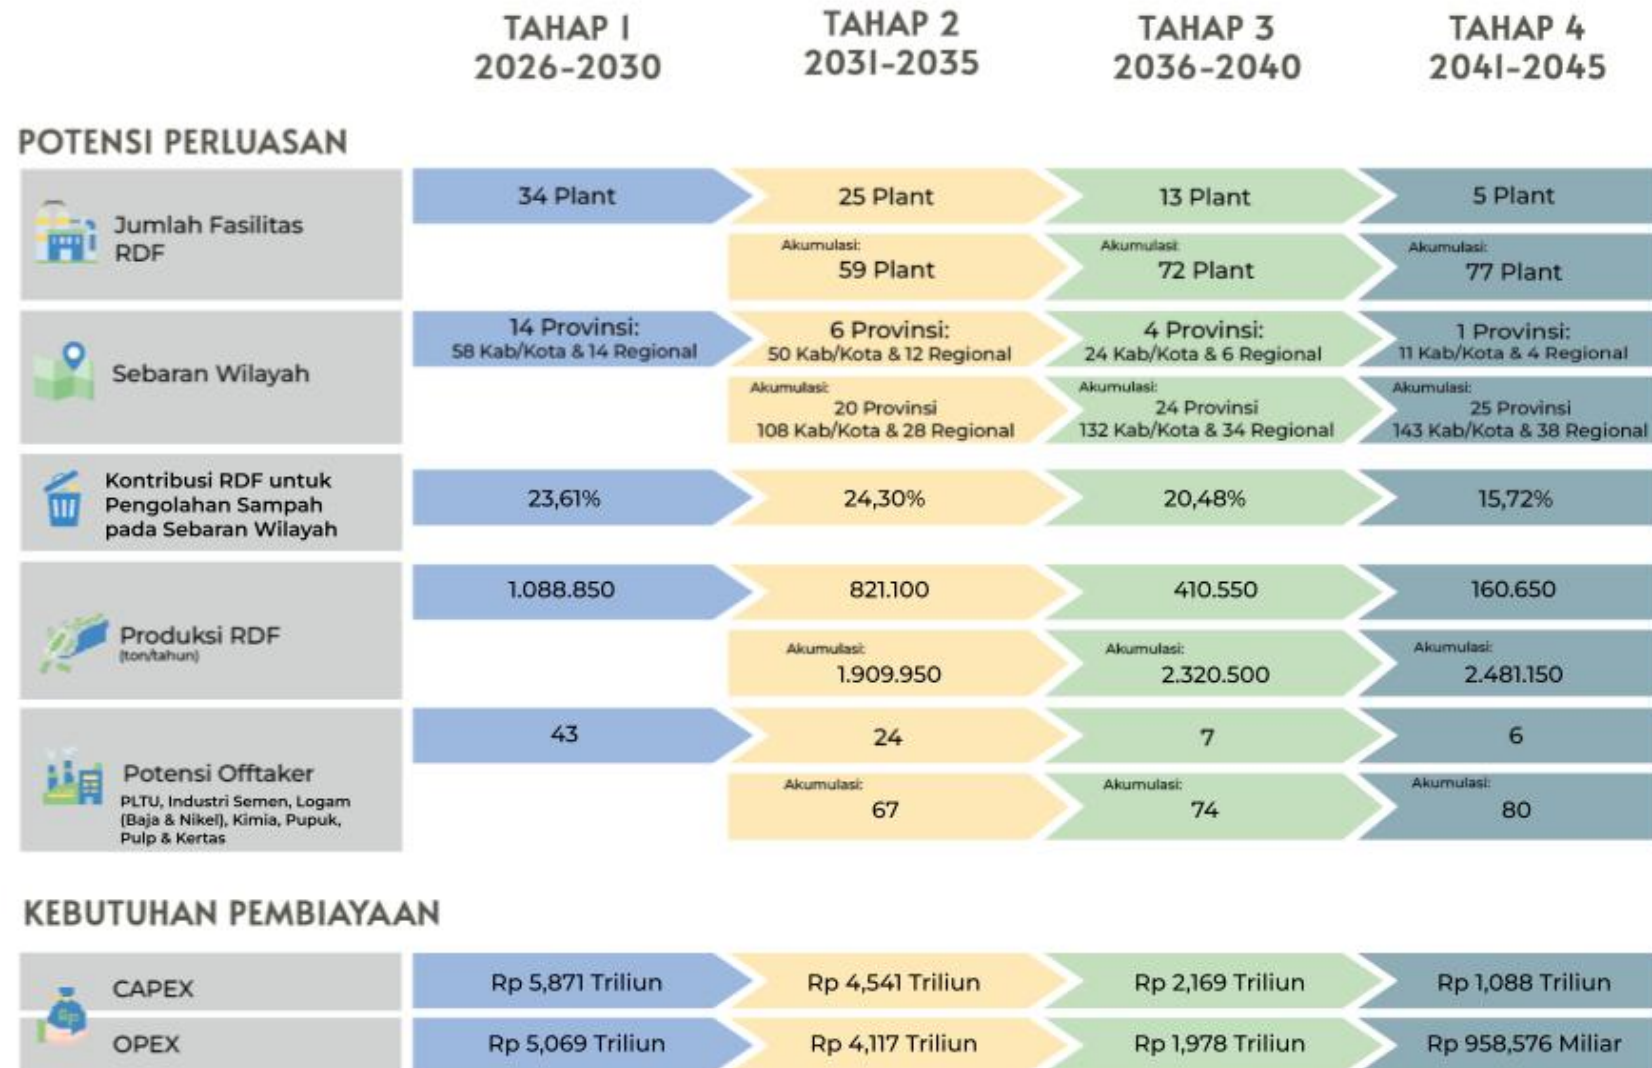 TAHAP 1
2026-2030
TAHAP 2
2031-2035
TAHAP 3
2036-2040
TAHAP 4
2041-2045
POTENSI PERLUASAN
Jumlah Fasilitas
RDF
34 Plant
25 Plant
13 Plant
5 Plant
Akumulasi:
59 Plant
Akumulasi:
72 Plant
Akumulasi:
77 Plant
Sebaran Wilayah
14 Provinsi:
58 Kab/Kota & 14 Regional
6 Provinsi:
50 Kab/Kota & 12 Regional
4 Provinsi:
24 Kab/Kota & 6 Regional
1 Provinsi:
11 Kab/Kota & 4 Regional
Akumulasi:
20 Provinsi
108 Kab/Kota & 28 Regional
Akumulasi:
24 Provinsi
132 Kab/Kota & 34 Regional
Akumulasi:
25 Provinsi
143 Kab/Kota & 38 Regional
Kontribusi RDF untuk
Pengolahan Sampah
pada Sebaran Wilayah
23,61%
24,30%
20,48%
15,72%
Produksi RDF
(ton/tahun)
1.088.850
821.100
410.550
160.650
Akumulasi:
1.909.950
Akumulasi:
2.320.500
Akumulasi:
2.481.150
Potensi Offtaker
PLTU, Industri Semen, Logam
(Baja & Nikel), Kimia, Pupuk,
Pulp & Kertas
43
24
7
6
Akumulasi:
67
Akumulasi:
74
Akumulasi:
80
KEBUTUHAN PEMBIAYAAN
Rp
CAPEX
Rp 5,871 Triliun
Rp 4,541 Triliun
Rp 2,169 Triliun
Rp 1,088 Triliun
OPEX
Rp 5,069 Triliun
Rp 4,117 Triliun
Rp 1,978 Triliun
Rp 958,576 Miliar